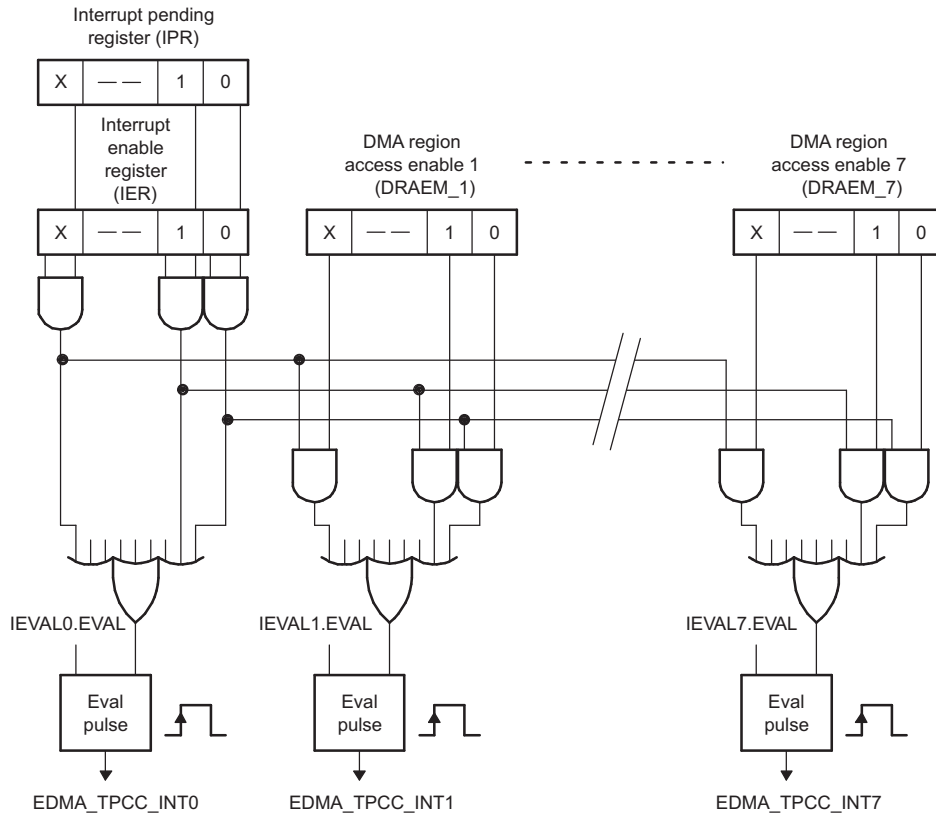 Interrupt pending
register (IPR)
X — — 1 0
Interrupt
enable
register
(IER)
DMA region
access enable 1
(DRAEM_1)
DMA region
access enable 7
(DRAEM_7)
X — — 1 0
X — — 1 0
X — — 1 0
IEVAL0.EVAL
IEVAL1.EVAL
IEVAL7.EVAL
Eval
pulse
Eval
pulse
Eval
pulse
EDMA_TPCC_INT0
EDMA_TPCC_INT1
EDMA_TPCC_INT7